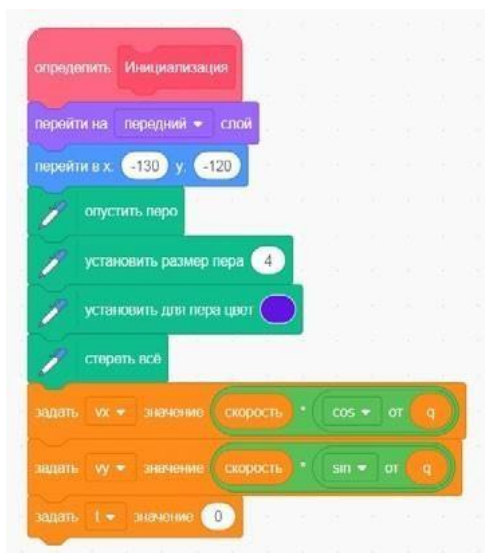 определить Инициализация
перейти на передний слой
перейти в x: -130 y: -120
опустить перо
установить размер пера 4
установить для пера цвет
стереть всё
задать vx значение скорость * cos от q
задать vy значение скорость * sin от q
задать t значение 0